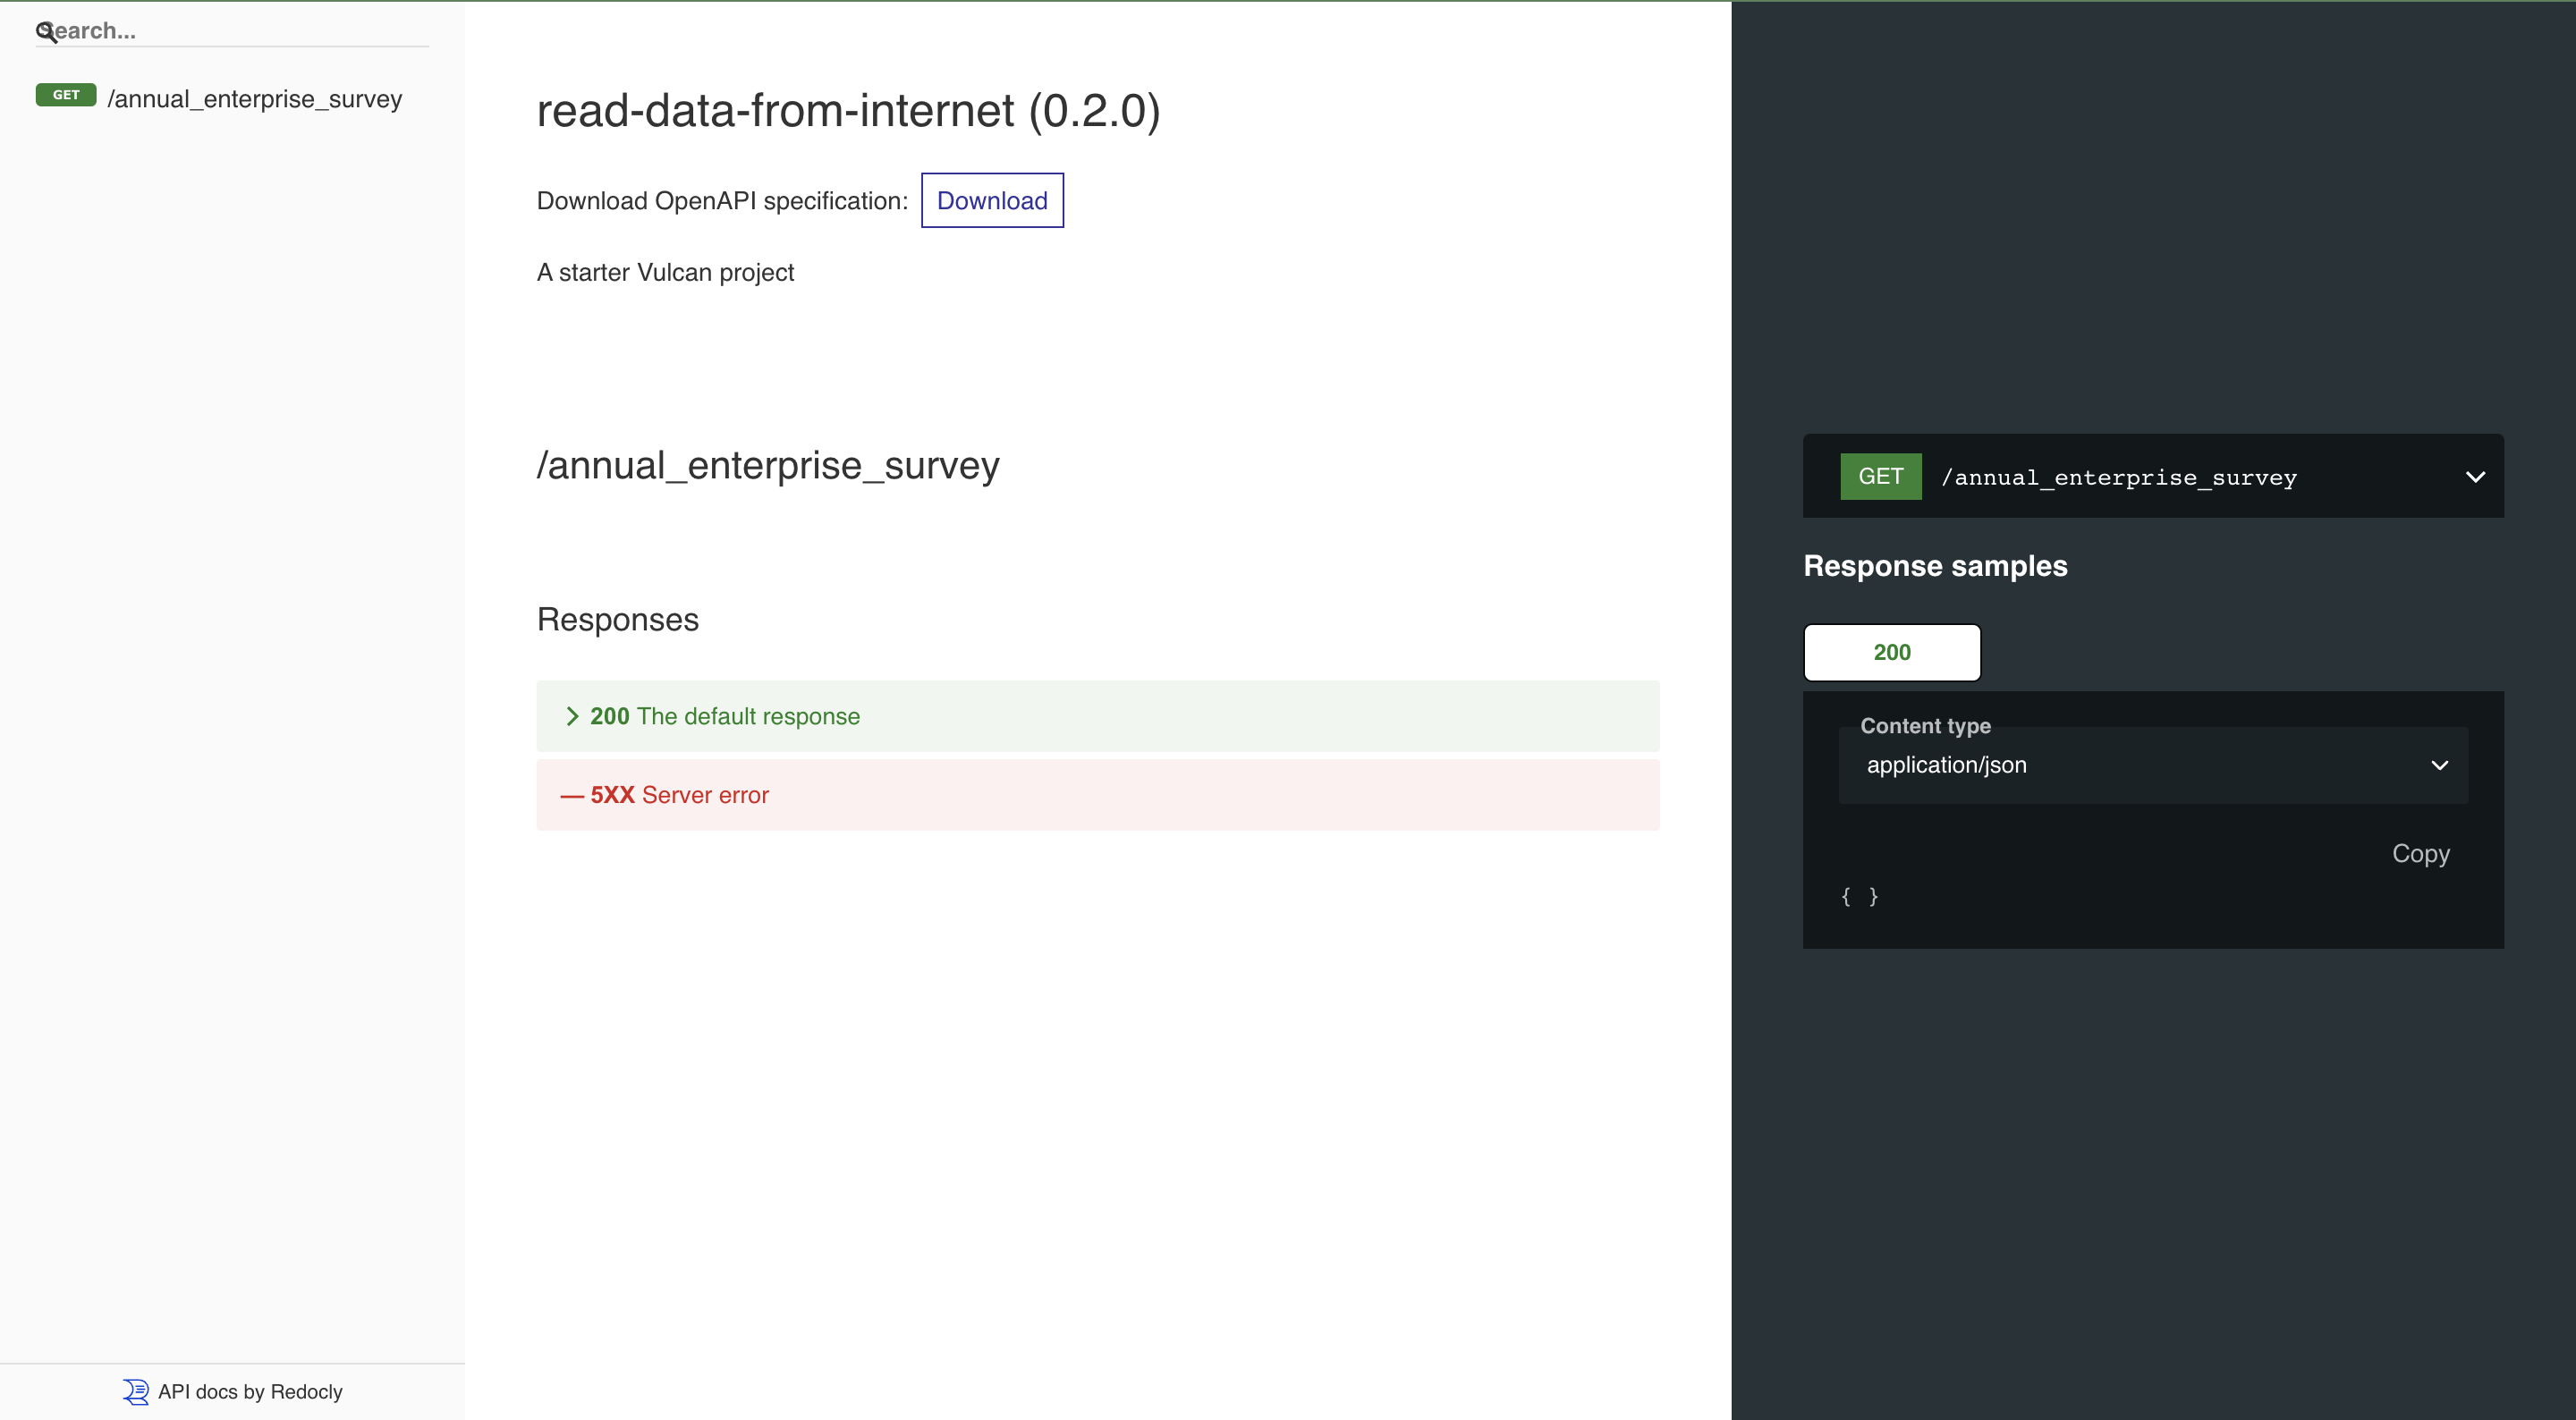 Search...
GET /annual_enterprise_survey
API docs by Redocly
read-data-from-internet (0.2.0)
Download OpenAPI specification: Download
A starter Vulcan project
/annual_enterprise_survey
Responses
200 The default response
5XX Server error
GET /annual_enterprise_survey
Response samples
200
Content type
application/json
Copy
{ }